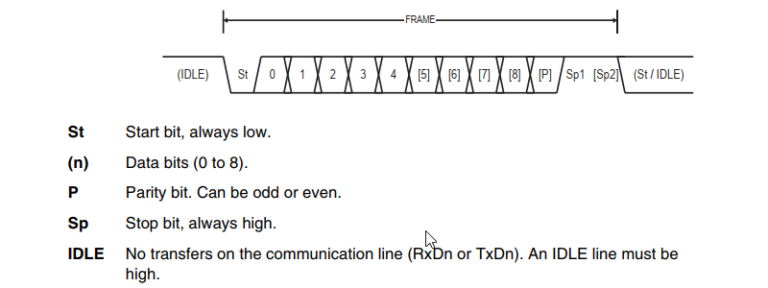 FRAME
(IDLE) St 0 1 2 3 4 [5] [6] [7] [8] [P] Sp1 [Sp2] (St / IDLE)
St Start bit, always low.
(n) Data bits (0 to 8).
P Parity bit. Can be odd or even.
Sp Stop bit, always high.
IDLE No transfers on the communication line (RxDn or TxDn). An IDLE line must be
high.